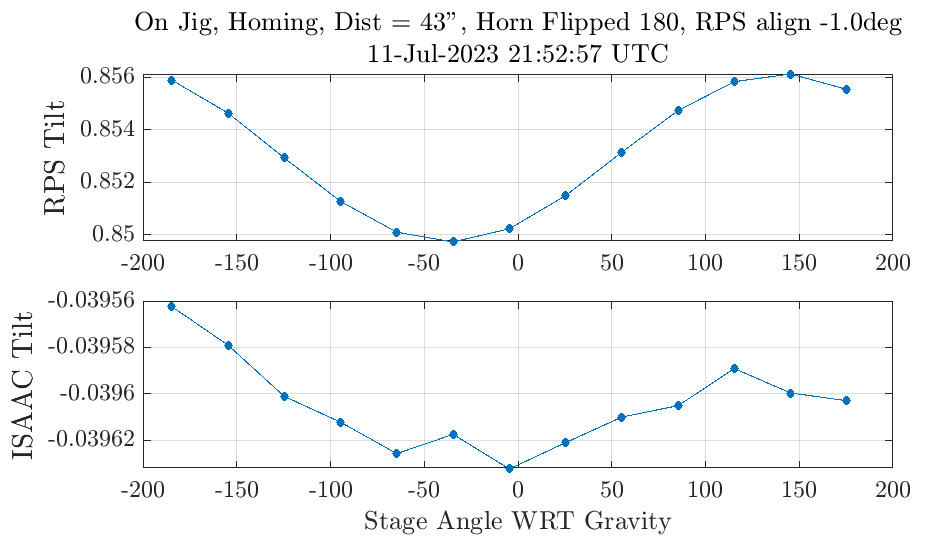 On Jig, Homing, Dist = 43”, Horn Flipped 180, RPS align -1.0deg
11-Jul-2023 21:52:57 UTC
RPS Tilt
0.856
0.854
0.852
0.85
-200 -150 -100 -50 0 50 100 150 200
ISAAC Tilt
-0.03956
-0.03958
-0.0396
-0.03962
-200 -150 -100 -50 0 50 100 150 200
Stage Angle WRT Gravity